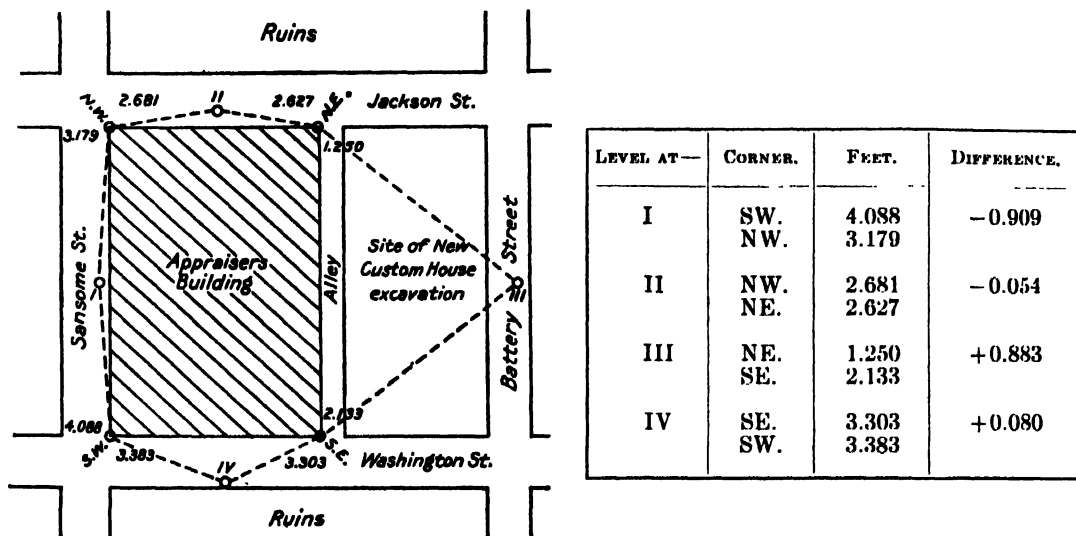 Ruins
N.W.
2.681
II
2.627
N.E.
Jackson St.
3.179
1.250
Sansome St.
I
Appraisers
Building
Alley
Site of New
Custom House
excavation
Battery Street
III
4.088
2.133
S.W.
3.383
IV
3.303
S.E.
Washington St.
Ruins
LEVEL AT— CORNER. FEET. DIFFERENCE.
I SW. 4.088 —0.909
NW. 3.179
II NW. 2.681 —0.054
NE. 2.627
III NE. 1.250 +0.883
SE. 2.133
IV SE. 3.303 +0.080
SW. 3.383